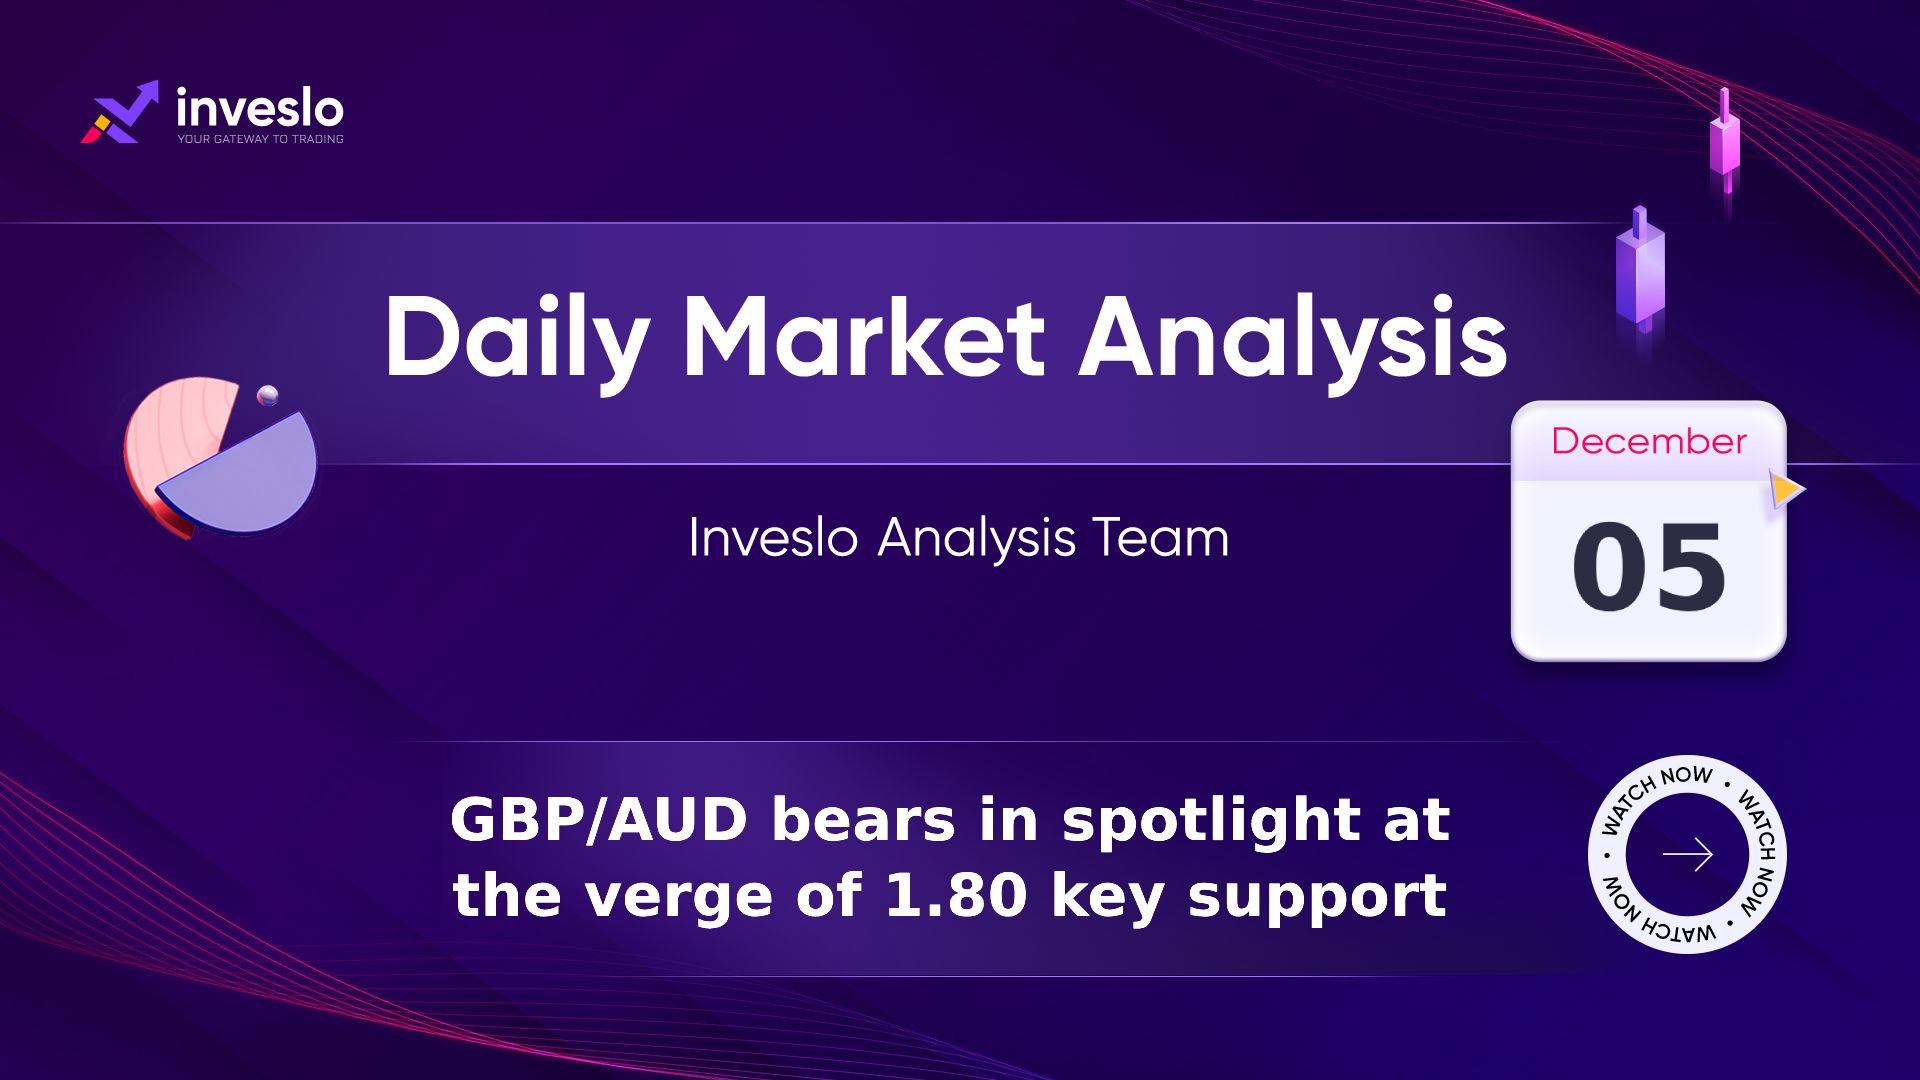 inveslo
YOUR GATEWAY TO TRADING
Daily Market Analysis
Inveslo Analysis Team
December
05
GBP/AUD bears in spotlight at
the verge of 1.80 key support
WATCH NOW • WATCH NOW • WATCH NOW •